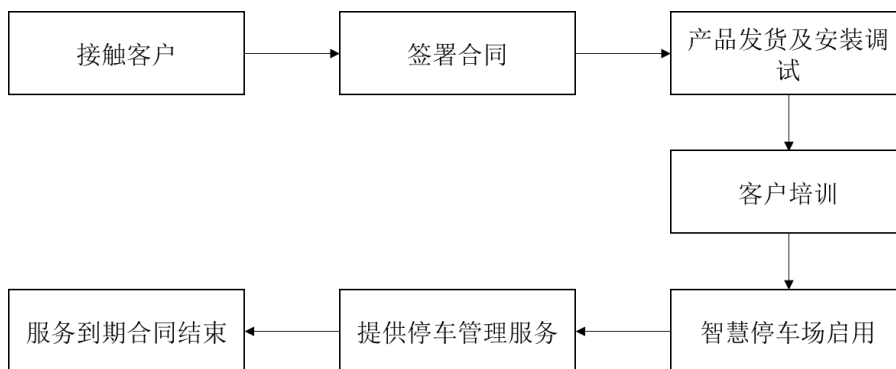 接触客户
签署合同
产品发货及安装调
试
客户培训
智慧停车场启用
提供停车管理服务
服务到期合同结束